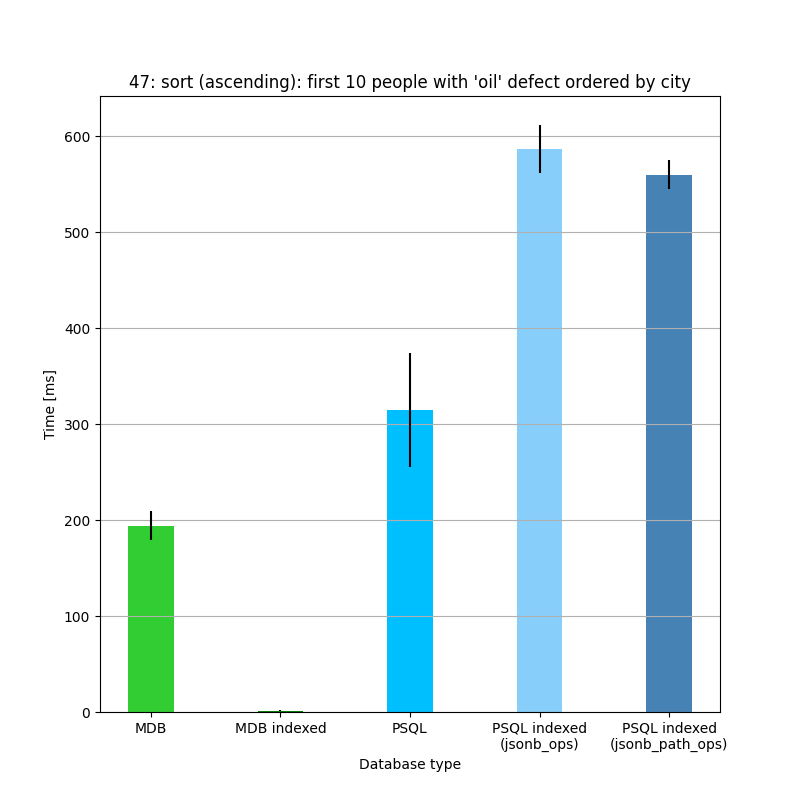 47: sort (ascending): first 10 people with 'oil' defect ordered by city
Time [ms]
600
500
400
300
200
100
0
MDB
MDB indexed
PSQL
PSQL indexed
(jsonb_ops)
PSQL indexed
(jsonb_path_ops)
Database type